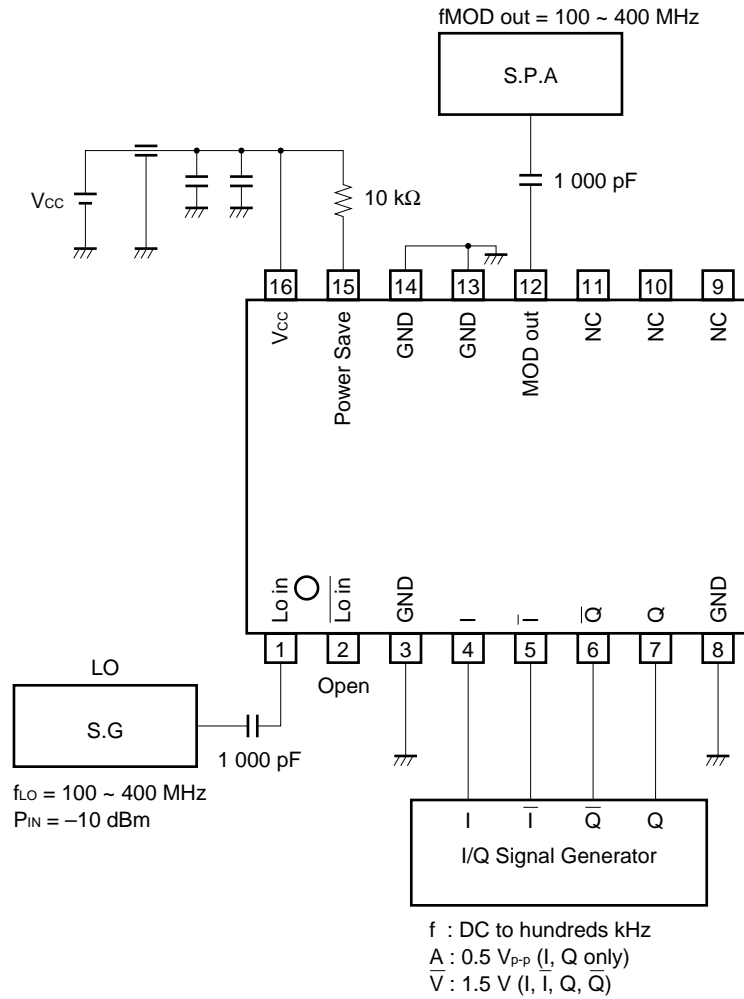 fMOD out = 100 ~ 400 MHz
S.P.A
1 000 pF
VCC
10 kΩ
16 15 14 13 12 11 10 9
VCC
Power Save
GND
GND
MOD out
NC
NC
NC
Lo in
L̅o̅ ̅i̅n̅
GND
I
I̅
Q̅
Q
GND
1 2 3 4 5 6 7 8
LO
Open
S.G
1 000 pF
fLO = 100 ~ 400 MHz
PIN = –10 dBm
I I̅ Q̅ Q
I/Q Signal Generator
f : DC to hundreds kHz
A : 0.5 Vp-p (I, Q only)
V̅ : 1.5 V (I, I̅, Q, Q̅)